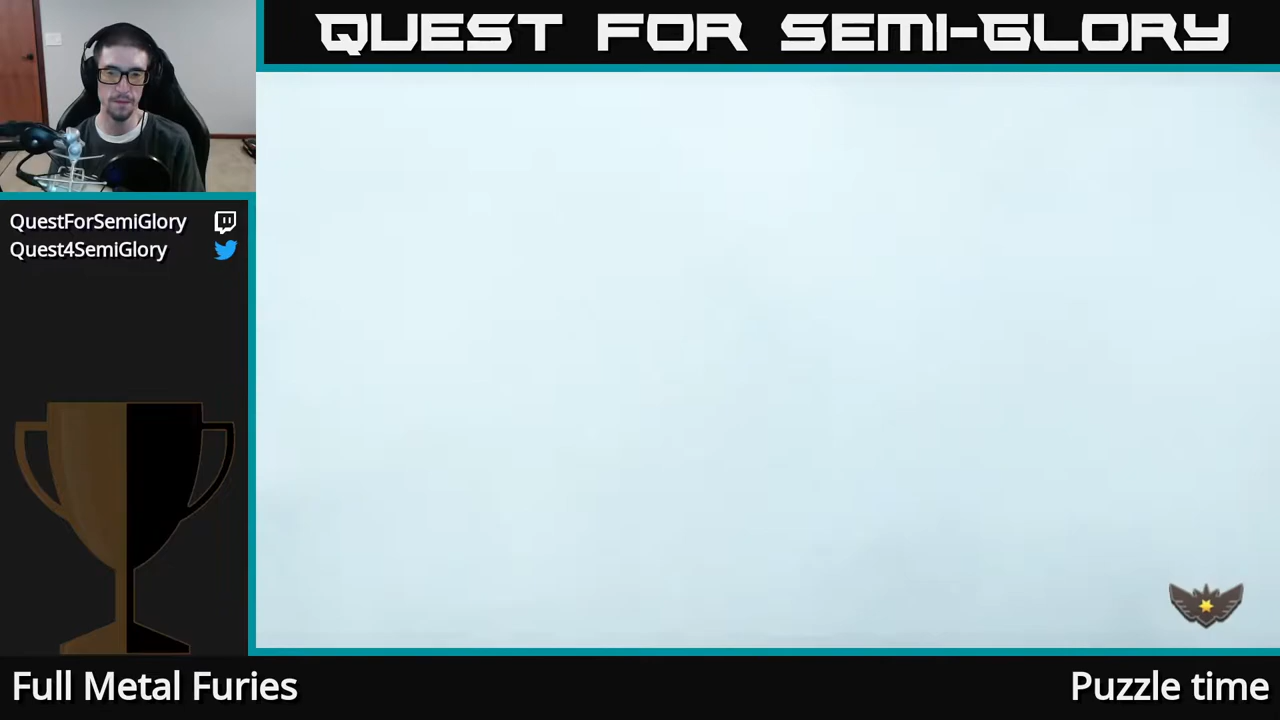 QUEST FOR SEMI-GLORY
QuestForSemiGlory
Quest4SemiGlory
Full Metal Furies
Puzzle time